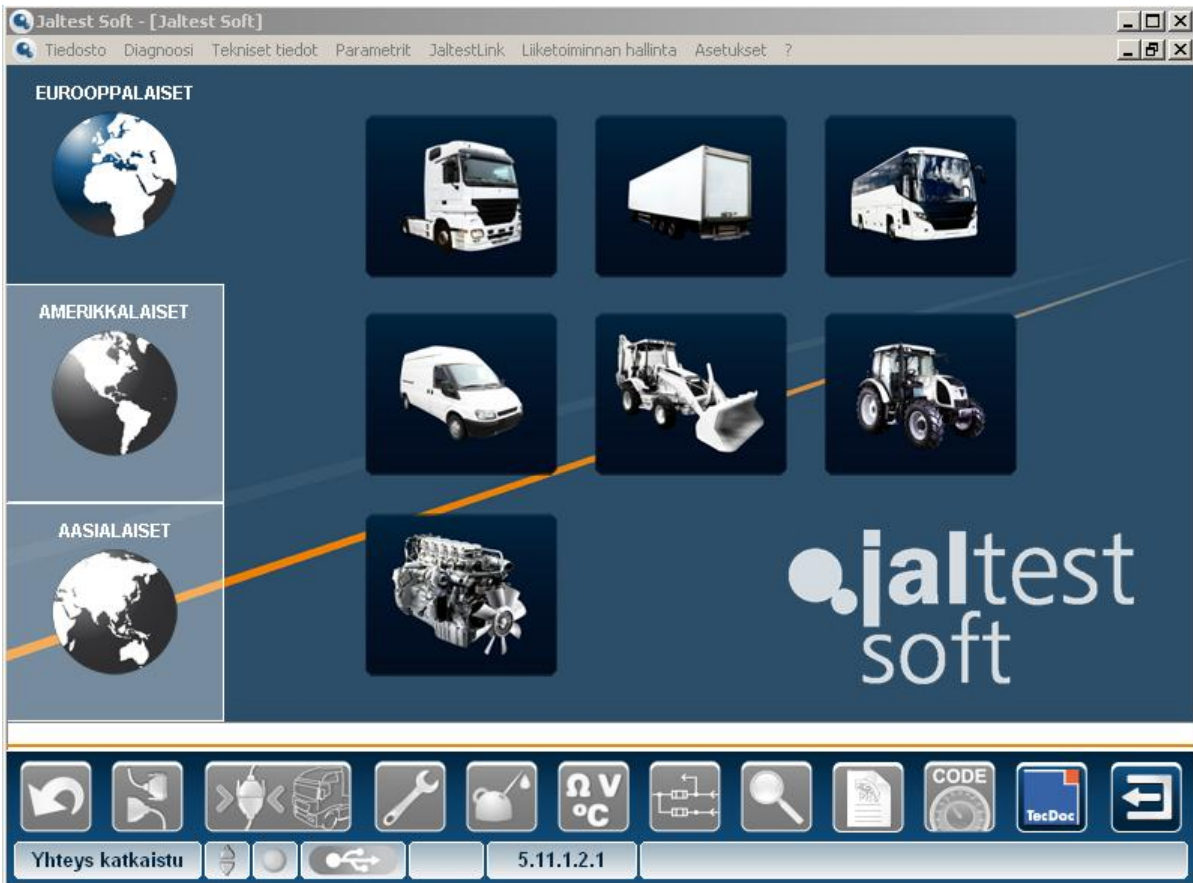 Jaltest Soft - [Jaltest Soft]
Tiedosto Diagnoosi Tekniset tiedot Parametrit JaltestLink Liiketoiminnan hallinta Asetukset ?
EUROOPPALAISET
AMERIKKALAISET
AASIALAISET
jaltest
soft
Ω V
°C
CODE
TecDoc
Yhteys katkaistu 5.11.1.2.1